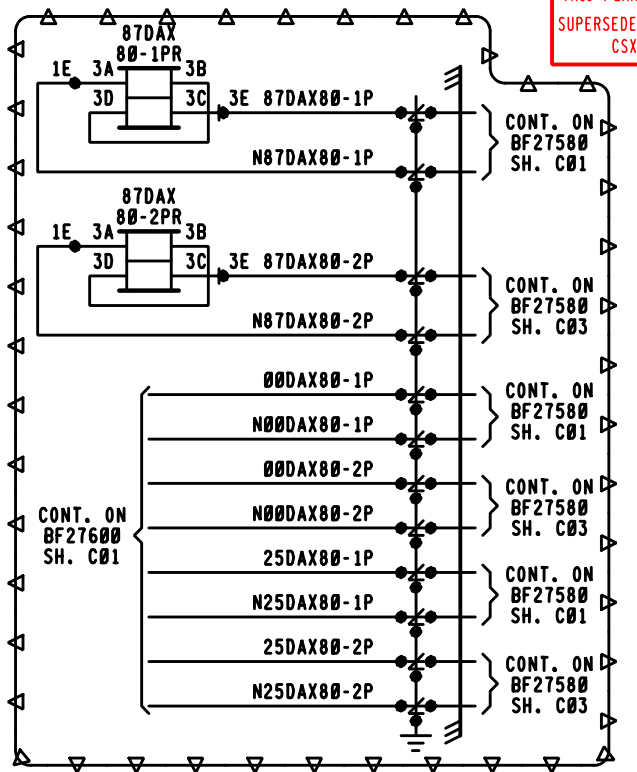 SUPERSEDE
CSX
87DAX
80-1PR
1E 3A 3B
3D 3C 3E 87DAX80-1P
N87DAX80-1P
CONT. ON
BF27580
SH. C01
87DAX
80-2PR
1E 3A 3B
3D 3C 3E 87DAX80-2P
N87DAX80-2P
CONT. ON
BF27580
SH. C03
00DAX80-1P
N00DAX80-1P
CONT. ON
BF27580
SH. C01
00DAX80-2P
N00DAX80-2P
CONT. ON
BF27580
SH. C03
CONT. ON
BF27600
SH. C01
25DAX80-1P
N25DAX80-1P
CONT. ON
BF27580
SH. C01
25DAX80-2P
N25DAX80-2P
CONT. ON
BF27580
SH. C03